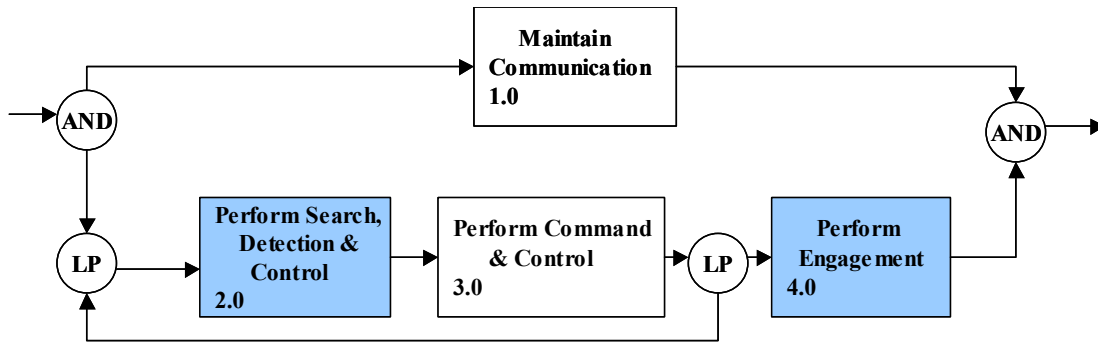 Maintain
Communication
1.0
AND
AND
Perform Search,
Detection &
Control
2.0
Perform Command
& Control
3.0
Perform
Engagement
4.0
LP
LP